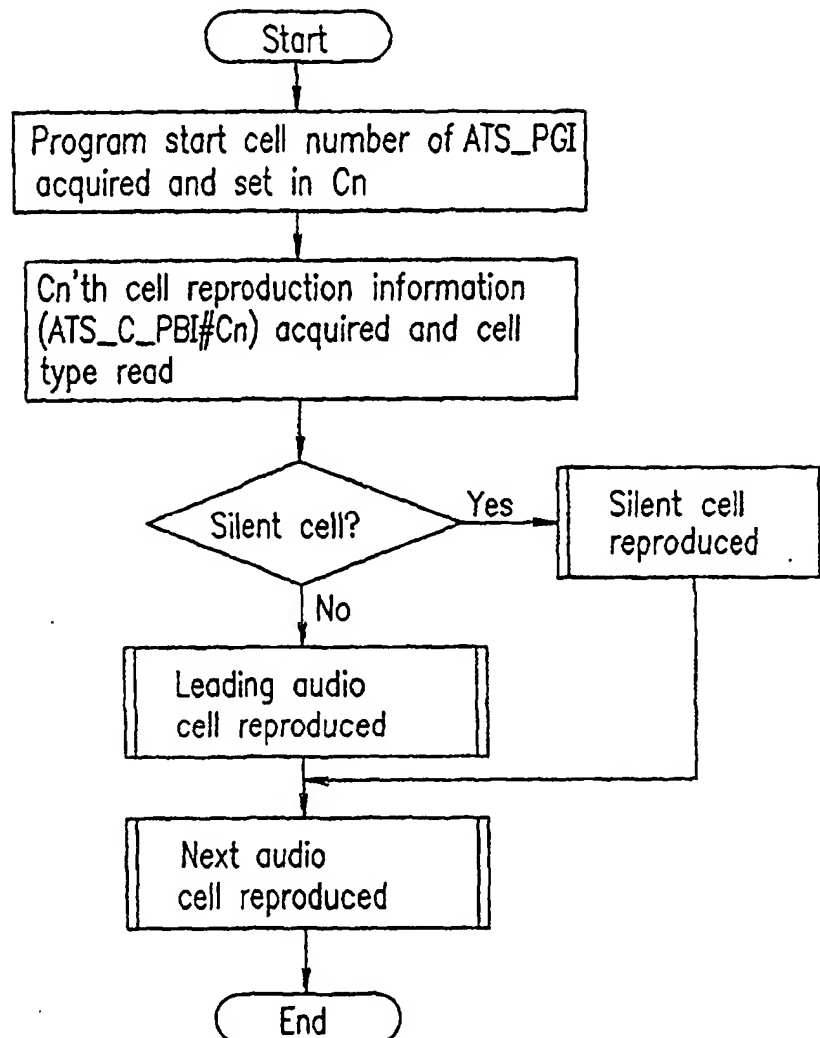 Start
Program start cell number of ATS_PGI
acquired and set in Cn
Cn'th cell reproduction information
(ATS_C_PBI#Cn) acquired and cell
type read
Silent cell?
Yes
Silent cell
reproduced
No
Leading audio
cell reproduced
Next audio
cell reproduced
End